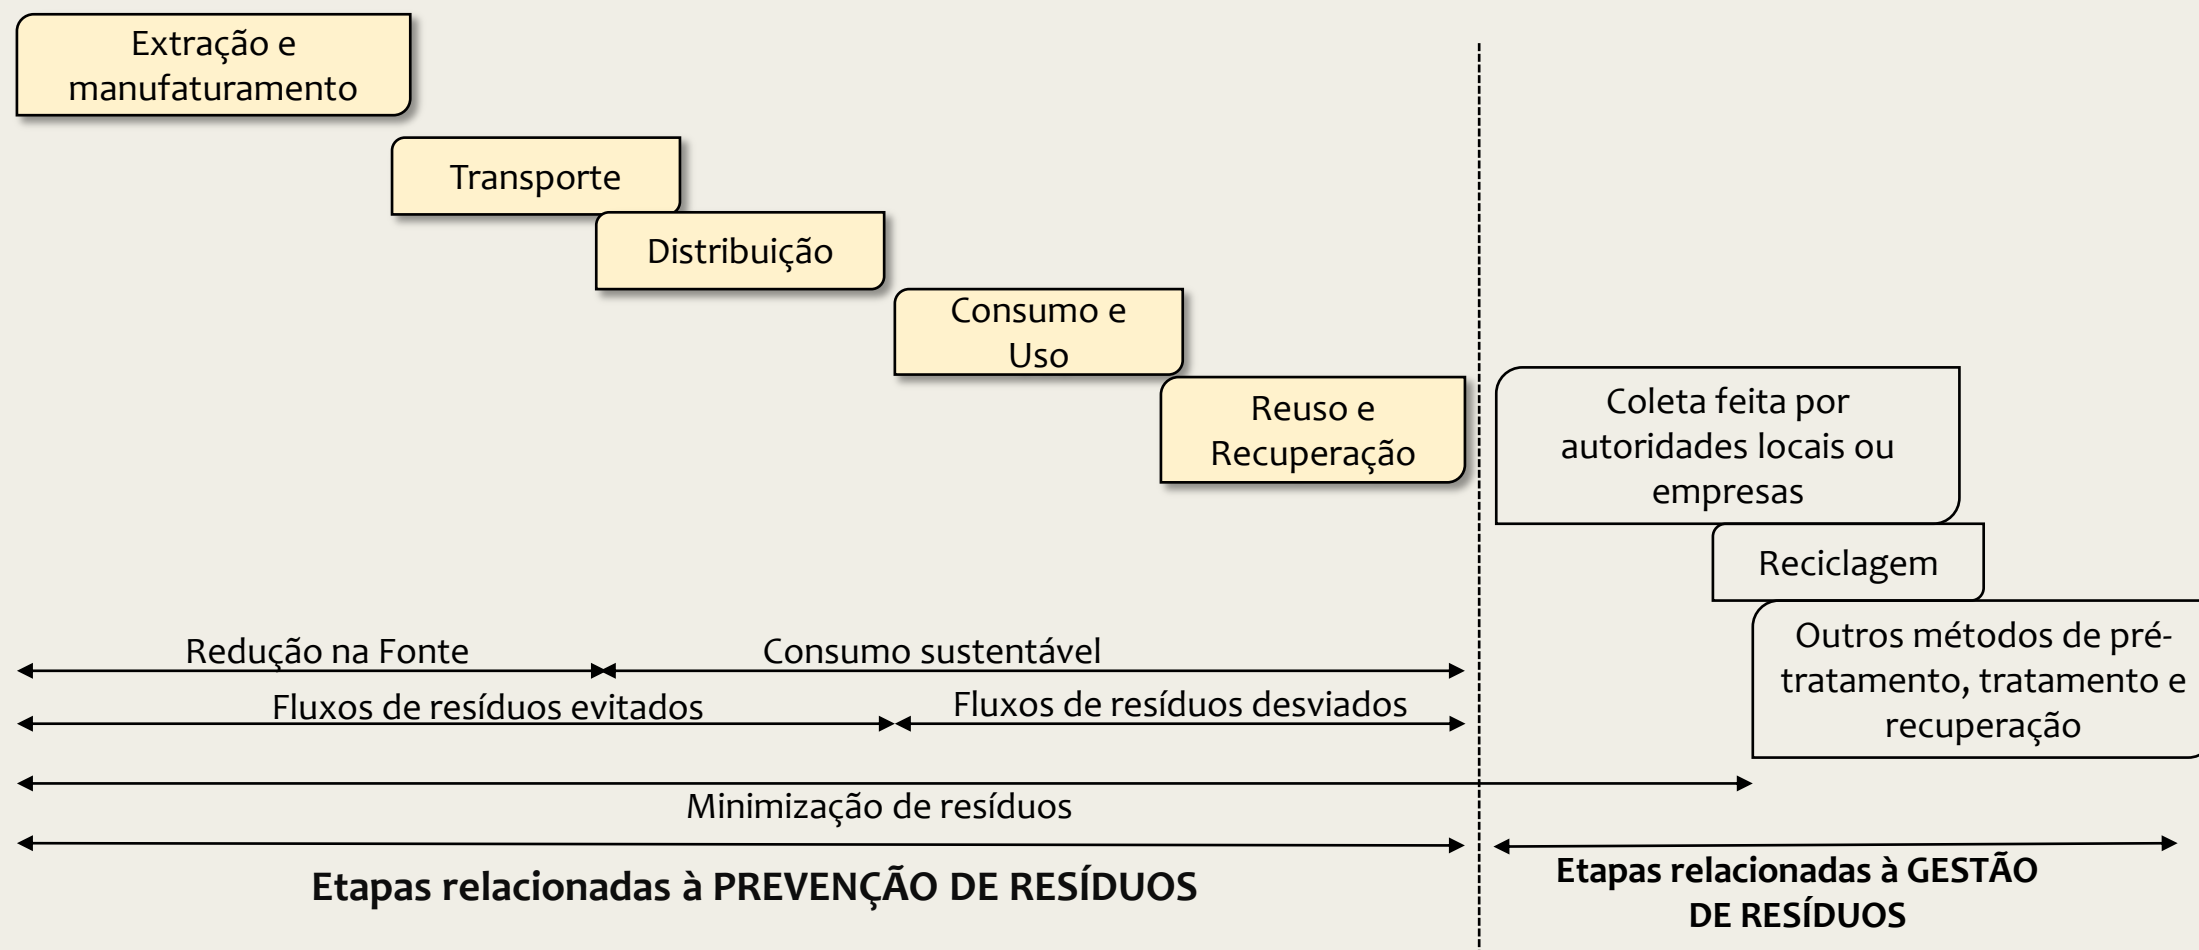 Extração e
manufaturamento
Transporte
Distribuição
Consumo e
Uso
Reuso e
Recuperação
Coleta feita por
autoridades locais ou
empresas
Reciclagem
Outros métodos de pré-
tratamento, tratamento e
recuperação
Redução na Fonte
Consumo sustentável
Fluxos de resíduos evitados
Fluxos de resíduos desviados
Minimização de resíduos
Etapas relacionadas à PREVENÇÃO DE RESÍDUOS
Etapas relacionadas à GESTÃO
DE RESÍDUOS